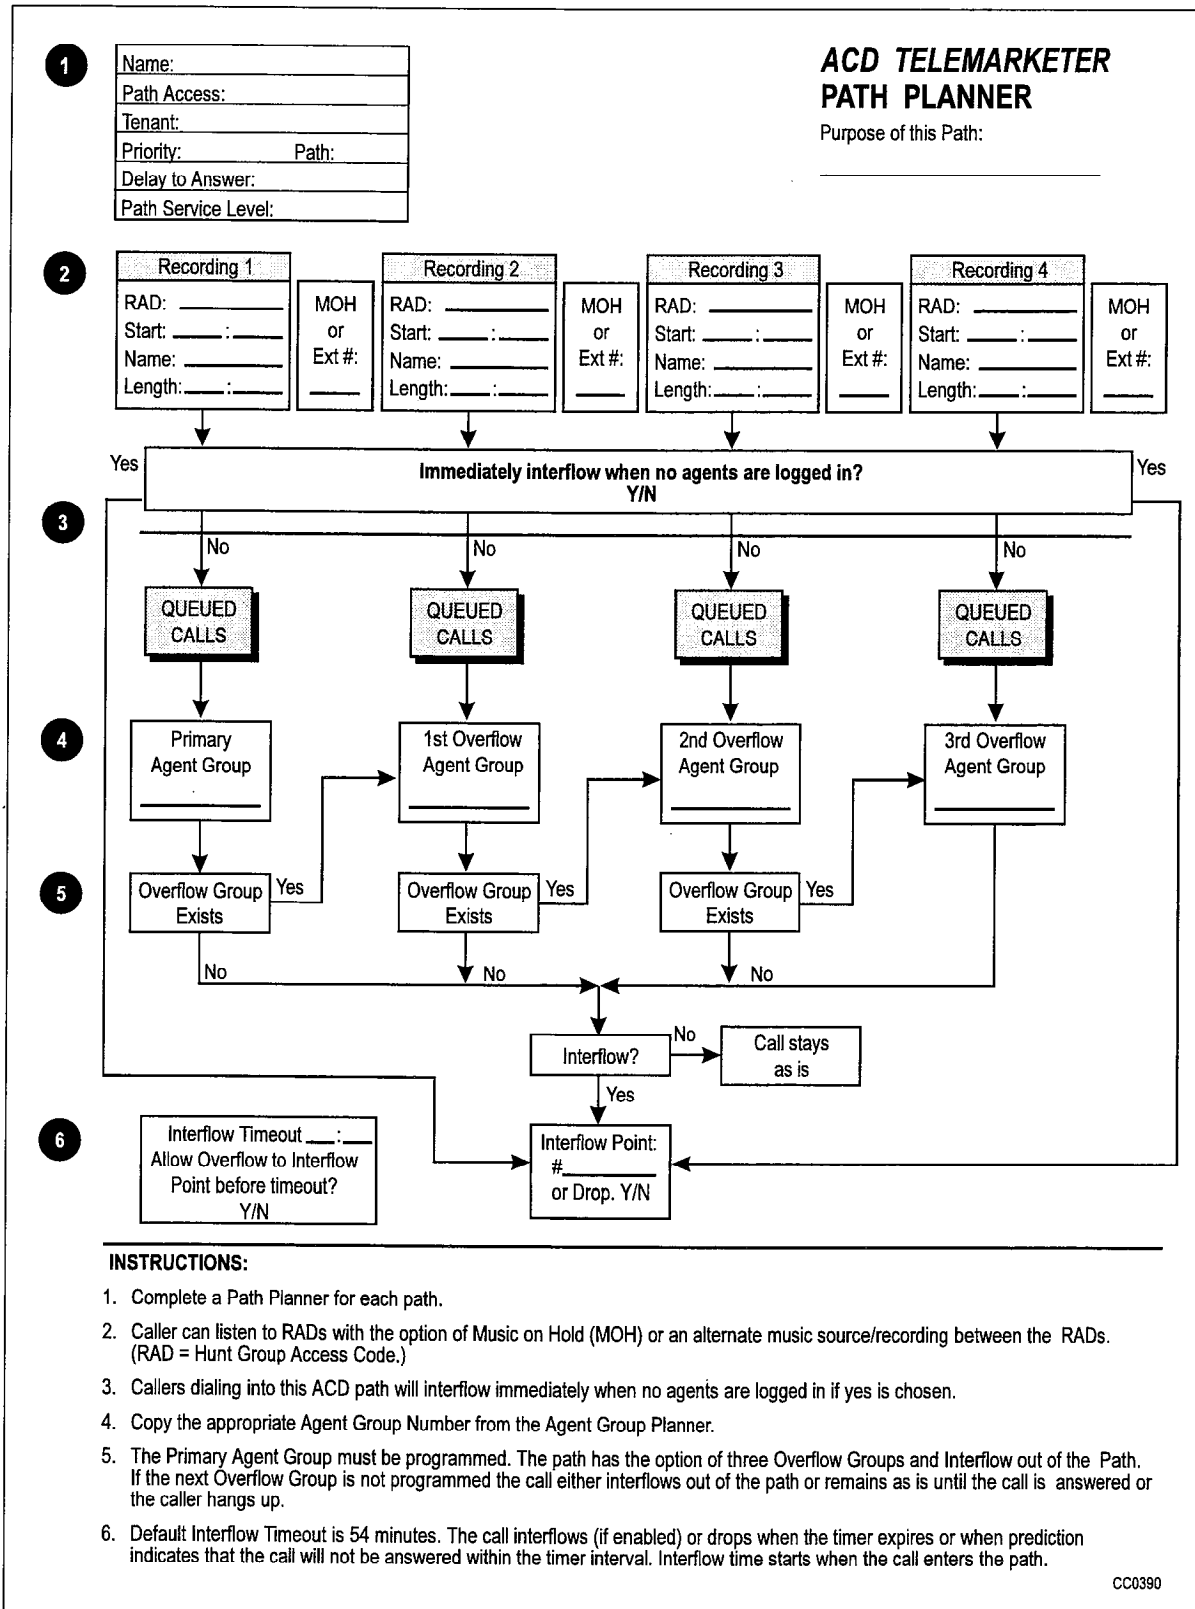 1
Name:
Path Access:
Tenant:
Priority: Path:
Delay to Answer:
Path Service Level:
ACD TELEMARKETER
PATH PLANNER
Purpose of this Path:
2
Recording 1
RAD:
Start: :
Name:
Length: :
MOH
or
Ext #:
Recording 2
RAD:
Start: :
Name:
Length: :
MOH
or
Ext #:
Recording 3
RAD:
Start: :
Name:
Length: :
MOH
or
Ext #:
Recording 4
RAD:
Start: :
Name:
Length: :
MOH
or
Ext #:
Yes
Immediately interflow when no agents are logged in?
Y/N
Yes
3
No
No
No
No
QUEUED
CALLS
QUEUED
CALLS
QUEUED
CALLS
QUEUED
CALLS
4
Primary
Agent Group
1st Overflow
Agent Group
2nd Overflow
Agent Group
3rd Overflow
Agent Group
5
Overflow Group
Exists
Yes
Overflow Group
Exists
Yes
Overflow Group
Exists
Yes
No
No
No
Interflow?
No
Call stays
as is
Yes
6
Interflow Timeout __:__
Allow Overflow to Interflow
Point before timeout?
Y/N
Interflow Point:
#
or Drop. Y/N
INSTRUCTIONS:
1. Complete a Path Planner for each path.
2. Caller can listen to RADs with the option of Music on Hold (MOH) or an alternate music source/recording between the RADs.
(RAD = Hunt Group Access Code.)
3. Callers dialing into this ACD path will interflow immediately when no agents are logged in if yes is chosen.
4. Copy the appropriate Agent Group Number from the Agent Group Planner.
5. The Primary Agent Group must be programmed. The path has the option of three Overflow Groups and Interflow out of the Path.
If the next Overflow Group is not programmed the call either interflows out of the path or remains as is until the call is answered or
the caller hangs up.
6. Default Interflow Timeout is 54 minutes. The call interflows (if enabled) or drops when the timer expires or when prediction
indicates that the call will not be answered within the timer interval. Interflow time starts when the call enters the path.
CC0390